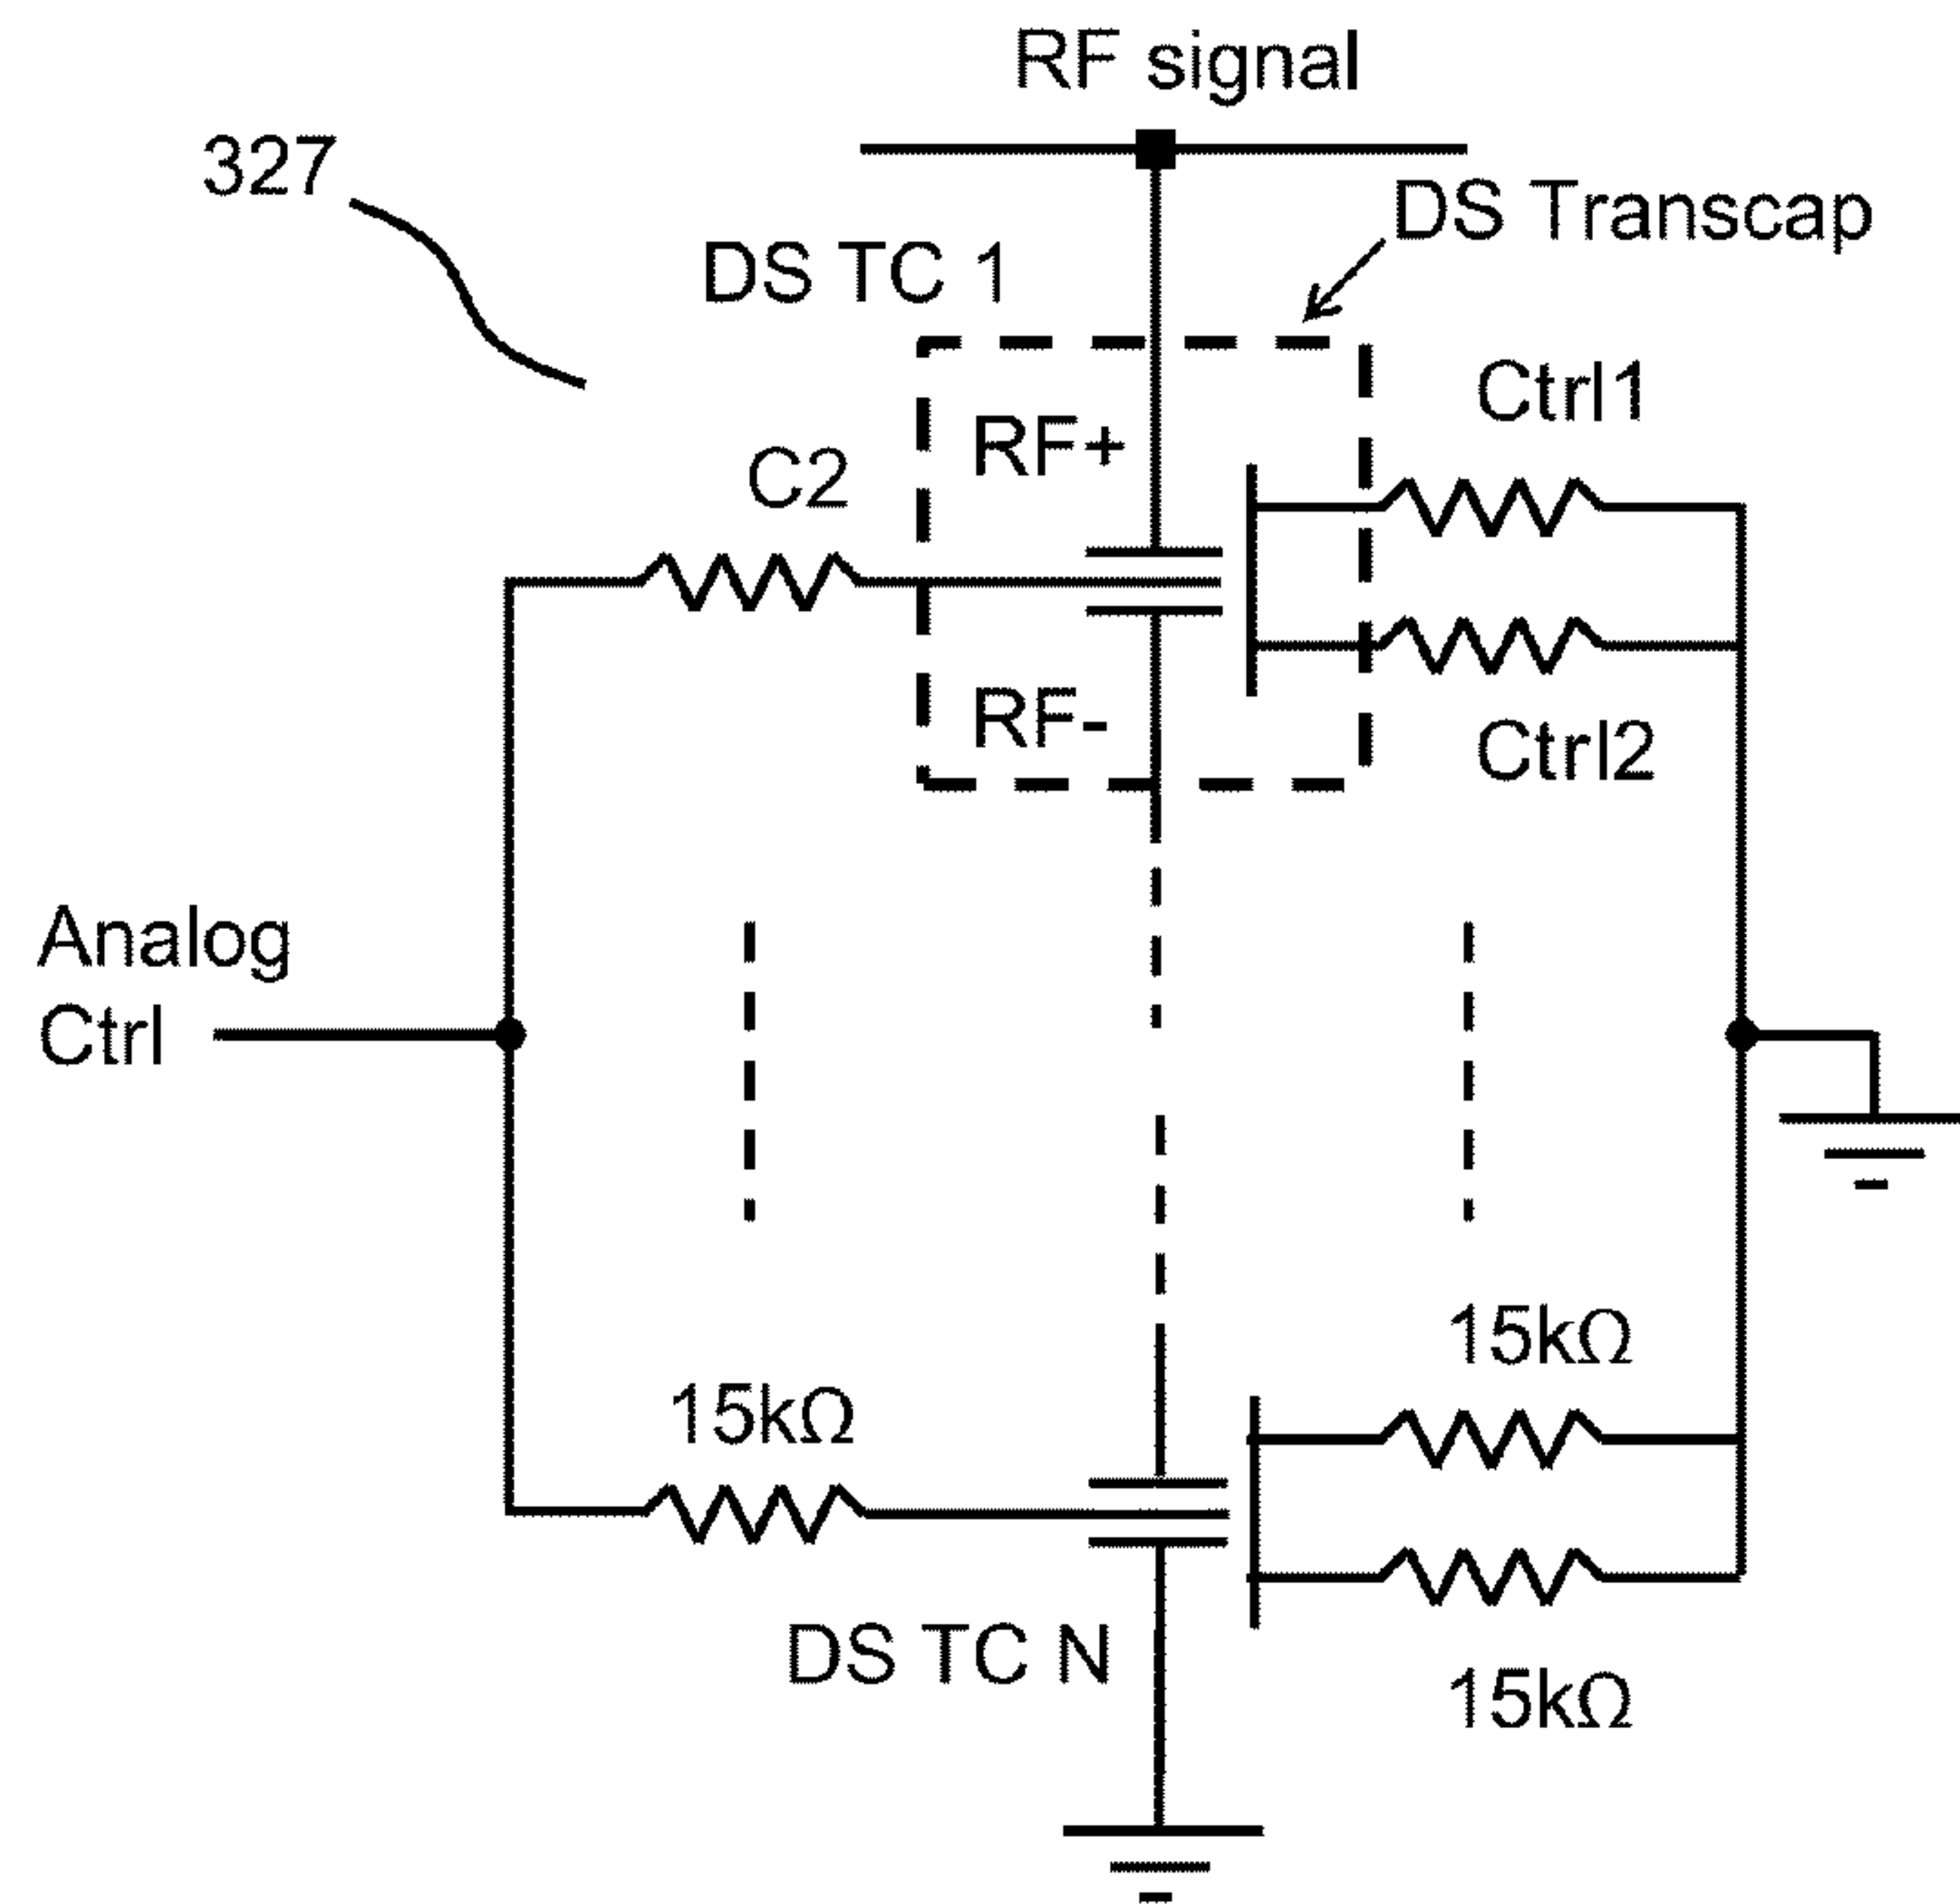 RF signal
327
DS Transcap
DS TC 1
Ctrl1
RF+
C2
RF-
Ctrl2
Analog
Ctrl
15kΩ
15kΩ
DS TC N
15kΩ